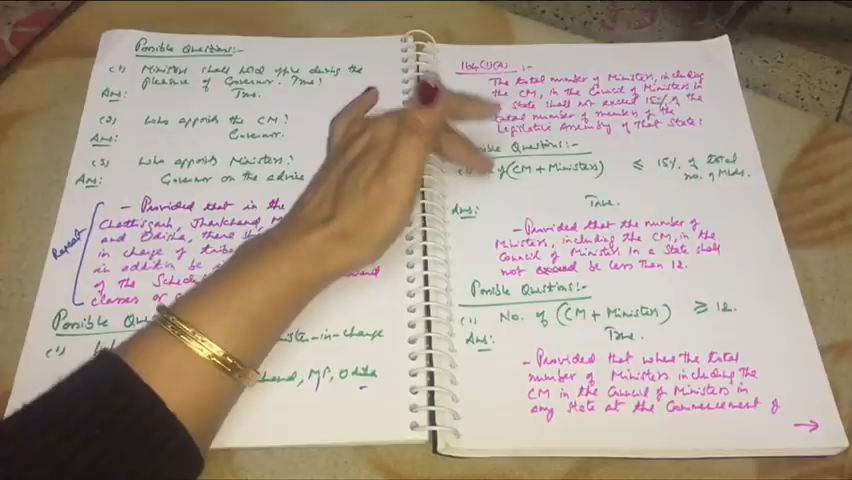 Possible Questions:-
(1) Ministers shall hold office during the
pleasure of Governor. True?
Ans: True.
(2) Who appoints the CM?
Ans: Governor.
(3) Who appoints Ministers?
Ans: Governor on the advice
Repeat
- Provided that in the
Chattisgarh, Jharkhand, M
and Odisha, there
in charge of
in addition be
of the Sched
classes or
Possible
(1)
in-charge
hand, MP, Odisha
164(1)(A) :-
The total number of Ministers, including
the CM, in the Council of Ministers in
State shall not exceed 15% of the
total number of members of the
Legislative Assembly of that State.
Questions:-
of (CM + Ministers) ≤ 15% of total
no. of
Ans: True.
- Provided that the number of
Ministers, including the CM, in the
Council of Ministers in a State shall
not be less than 12.
Possible Questions:-
(1) No. of (CM + Ministers) ≥ 12.
Ans: True.
- Provided that where the total
number of Ministers including the
CM in the Council of Ministers in
any State at the Commencement of
→